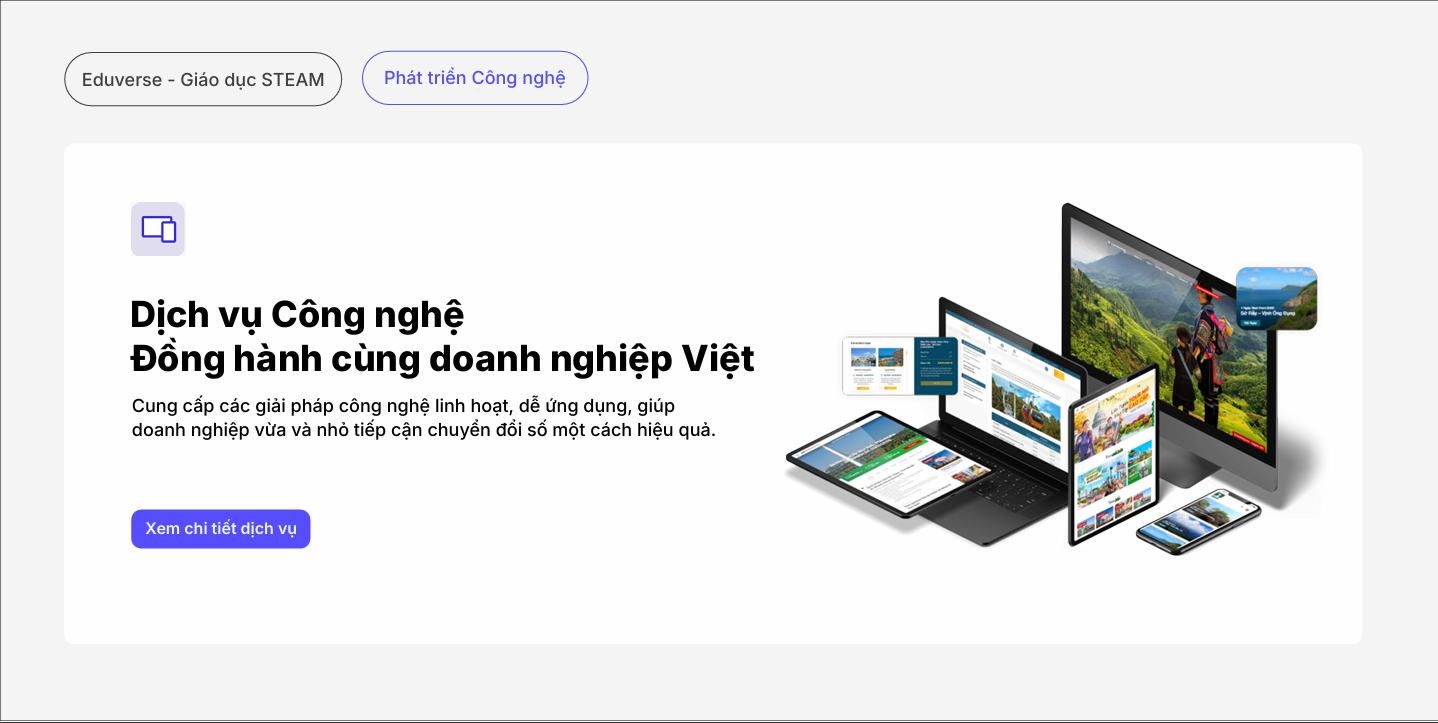 Eduverse - Giáo dục STEAM
Phát triển Công nghệ
Dịch vụ Công nghệ
Đồng hành cùng doanh nghiệp Việt
Cung cấp các giải pháp công nghệ linh hoạt, dễ ứng dụng, giúp
doanh nghiệp vừa và nhỏ tiếp cận chuyển đổi số một cách hiệu quả.
Xem chi tiết dịch vụ